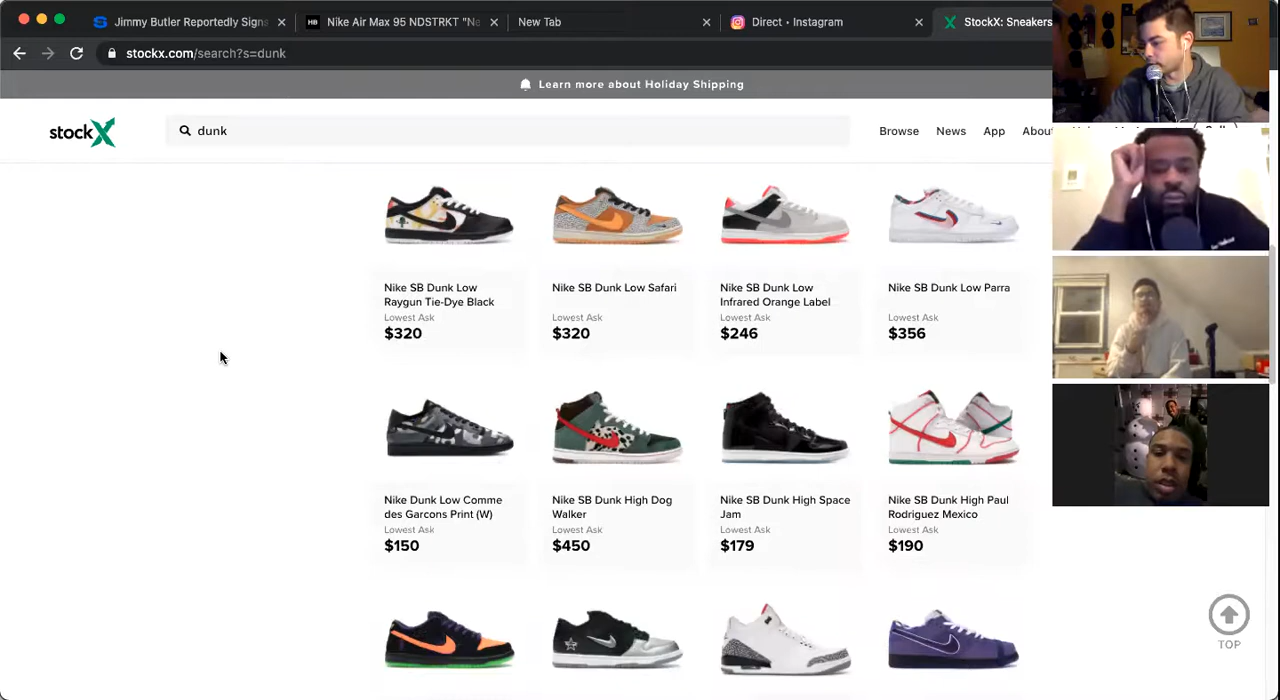 Jimmy Butler Reportedly Signs
Nike Air Max 95 NDSTRKT "Ne
New Tab
Direct • Instagram
StockX: Sneakers
stockx.com/search?s=dunk
Learn more about Holiday Shipping
stockX
dunk
Browse
News
App
About
Nike SB Dunk Low
Raygun Tie-Dye Black
Lowest Ask
$320
Nike SB Dunk Low Safari
Lowest Ask
$320
Nike SB Dunk Low
Infrared Orange Label
Lowest Ask
$246
Nike SB Dunk Low Parra
Lowest Ask
$356
Nike Dunk Low Comme
des Garcons Print (W)
Lowest Ask
$150
Nike SB Dunk High Dog
Walker
Lowest Ask
$450
Nike SB Dunk High Space
Jam
Lowest Ask
$179
Nike SB Dunk High Paul
Rodriguez Mexico
Lowest Ask
$190
TOP